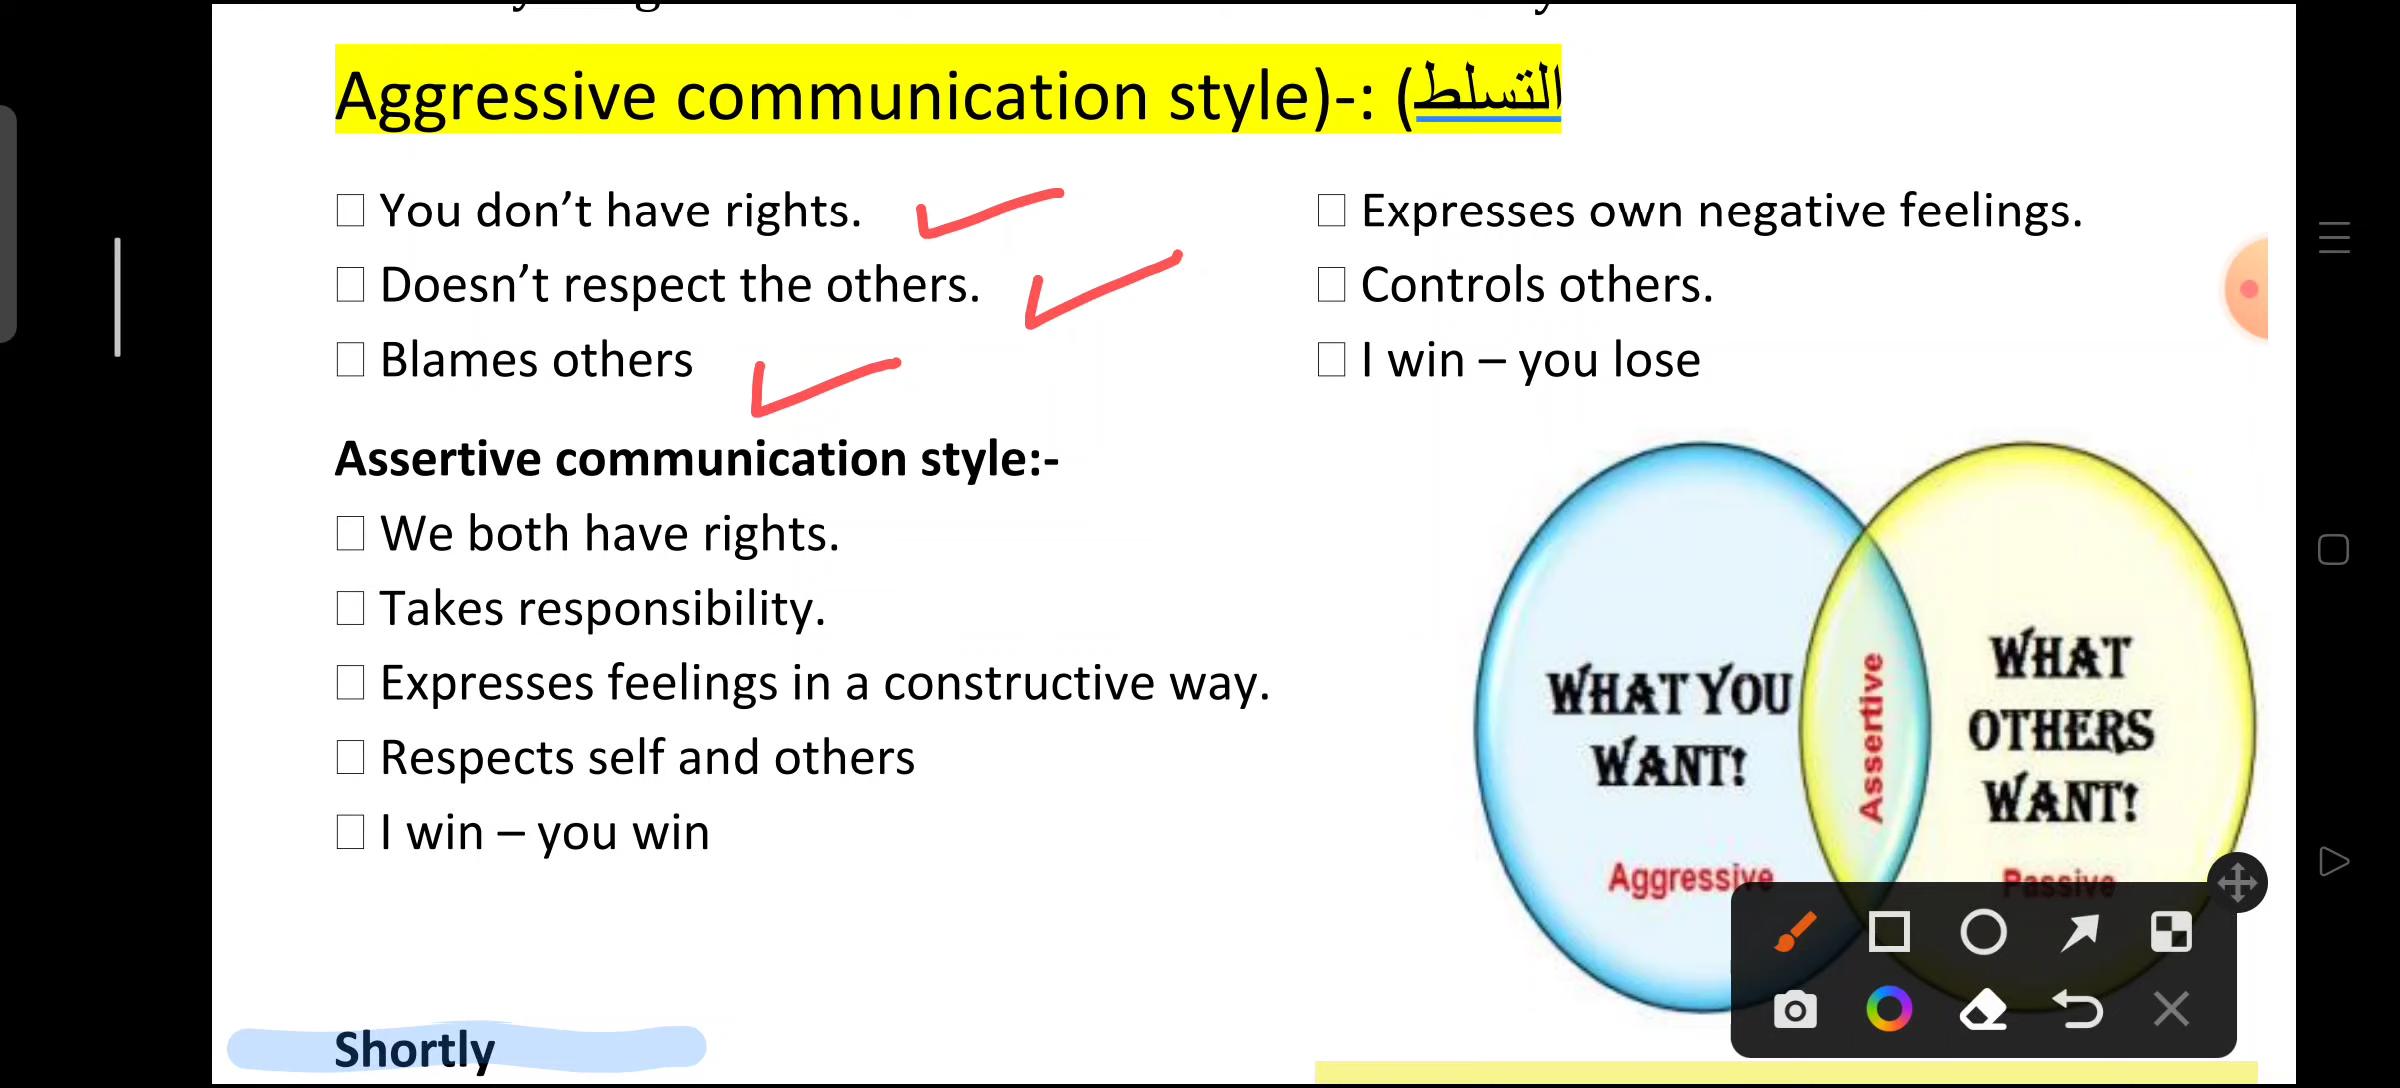 Aggressive communication style)-: (التسلط
You don’t have rights.
Doesn’t respect the others.
Blames others
Expresses own negative feelings.
Controls others.
I win – you lose
Assertive communication style:-
We both have rights.
Takes responsibility.
Expresses feelings in a constructive way.
Respects self and others
I win – you win
WHAT YOU
WANT!
Aggressive
Assertive
WHAT
OTHERS
WANT!
Passive
Shortly